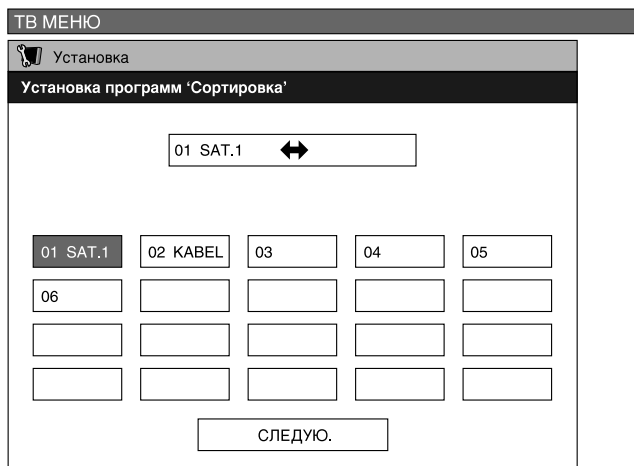 ТВ МЕНЮ
Установка
Установка программ ‘Сортировка’
01 SAT.1
01 SAT.1 02 KABEL 03 04 05
06
СЛЕДУЮ.